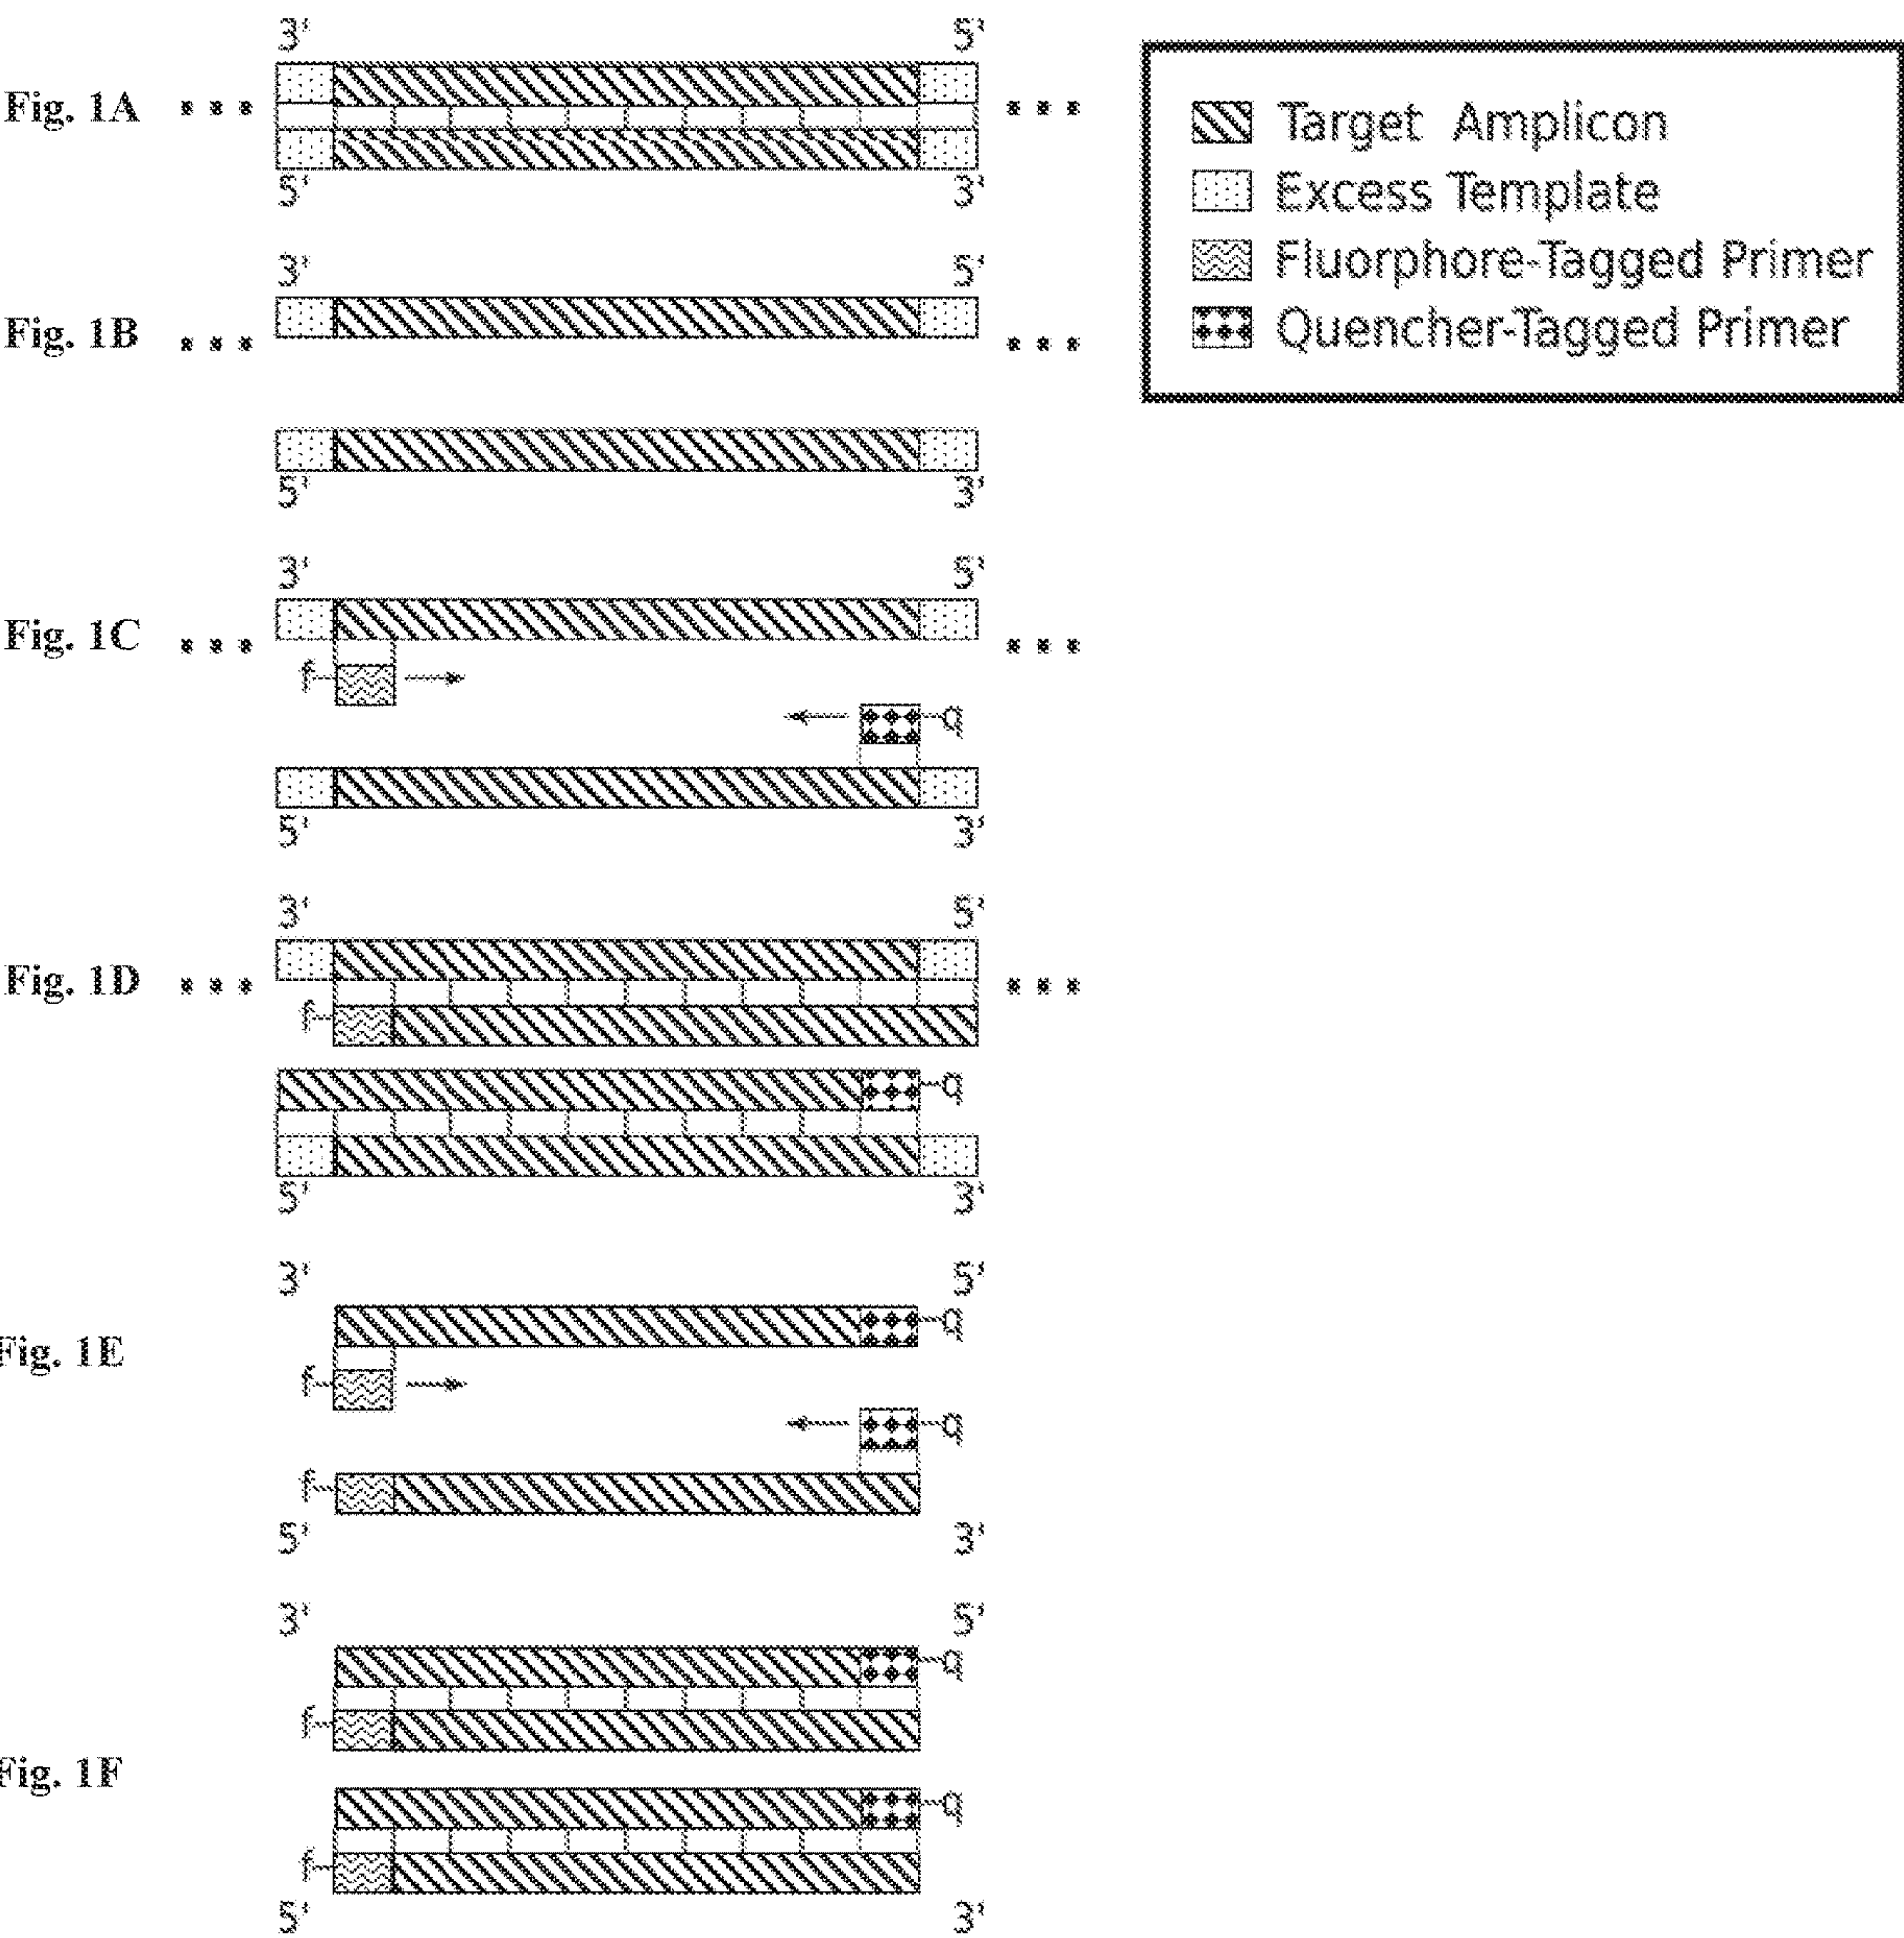 3' 5'
Fig. 1A
5' 3'
Target Amplicon
Excess Template
Fluorphore-Tagged Primer
Quencher-Tagged Primer
3' 5'
Fig. 1B
5' 3'
3' 5'
Fig. 1C
f
q
5' 3'
3' 5'
Fig. 1D
f
q
5' 3'
3' 5'
q
Fig. 1E
f
q
f
5' 3'
3' 5'
q
f
Fig. 1F
q
f
5' 3'